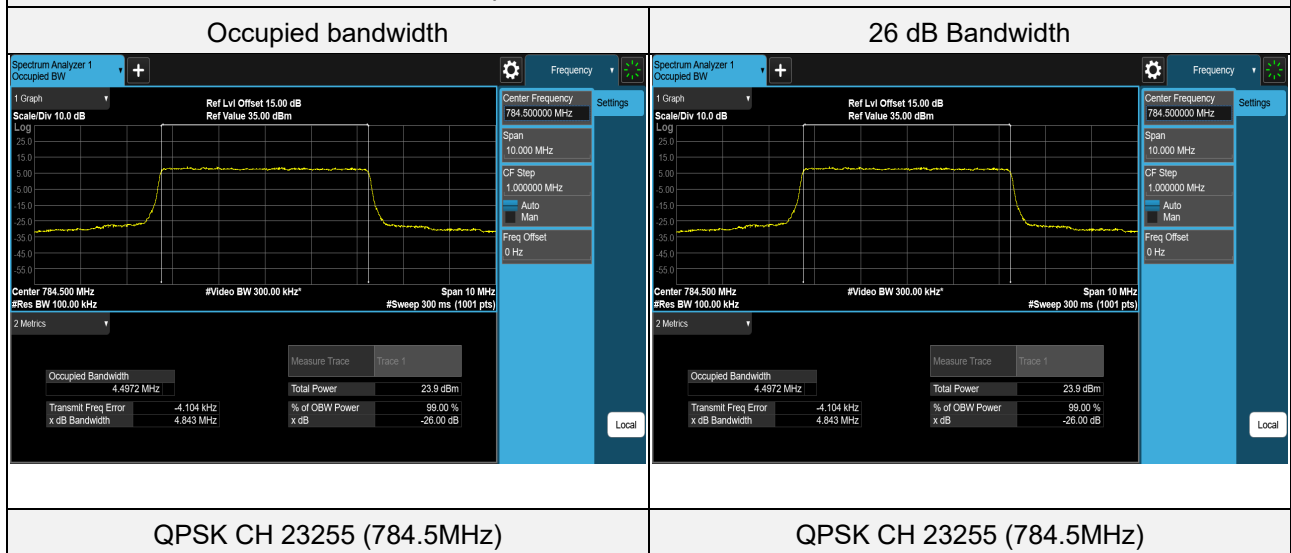 Occupied bandwidth
26 dB Bandwidth
Spectrum Analyzer 1
Occupied BW
+
Frequency
1 Graph
Ref Lvl Offset 15.00 dB
Scale/Div 10.0 dB
Ref Value 35.00 dBm
Log
25.0
15.0
5.00
-5.00
-15.0
-25.0
-35.0
-45.0
-55.0
Center 784.500 MHz
#Video BW 300.00 kHz*
Span 10 MHz
#Res BW 100.00 kHz
#Sweep 300 ms (1001 pts)
Center Frequency
784.500000 MHz
Settings
Span
10.000 MHz
CF Step
1.000000 MHz
Auto
Man
Freq Offset
0 Hz
Local
2 Metrics
Measure Trace Trace 1
Occupied Bandwidth
4.4972 MHz
Total Power 23.9 dBm
Transmit Freq Error -4.104 kHz
% of OBW Power 99.00 %
x dB Bandwidth 4.843 MHz
x dB -26.00 dB
Spectrum Analyzer 1
Occupied BW
+
Frequency
1 Graph
Ref Lvl Offset 15.00 dB
Scale/Div 10.0 dB
Ref Value 35.00 dBm
Log
25.0
15.0
5.00
-5.00
-15.0
-25.0
-35.0
-45.0
-55.0
Center 784.500 MHz
#Video BW 300.00 kHz*
Span 10 MHz
#Res BW 100.00 kHz
#Sweep 300 ms (1001 pts)
Center Frequency
784.500000 MHz
Settings
Span
10.000 MHz
CF Step
1.000000 MHz
Auto
Man
Freq Offset
0 Hz
Local
2 Metrics
Measure Trace Trace 1
Occupied Bandwidth
4.4972 MHz
Total Power 23.9 dBm
Transmit Freq Error -4.104 kHz
% of OBW Power 99.00 %
x dB Bandwidth 4.843 MHz
x dB -26.00 dB
QPSK CH 23255 (784.5MHz)
QPSK CH 23255 (784.5MHz)